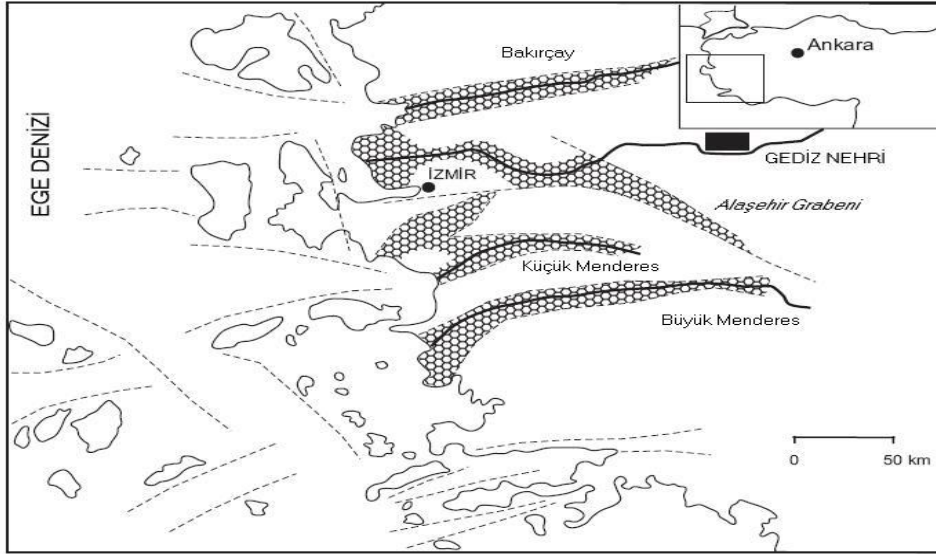 Bakırçay
Ankara
EGE DENİZİ
GEDİZ NEHRİ
İZMİR
Alaşehir Grabeni
Küçük Menderes
Büyük Menderes
0 50 km